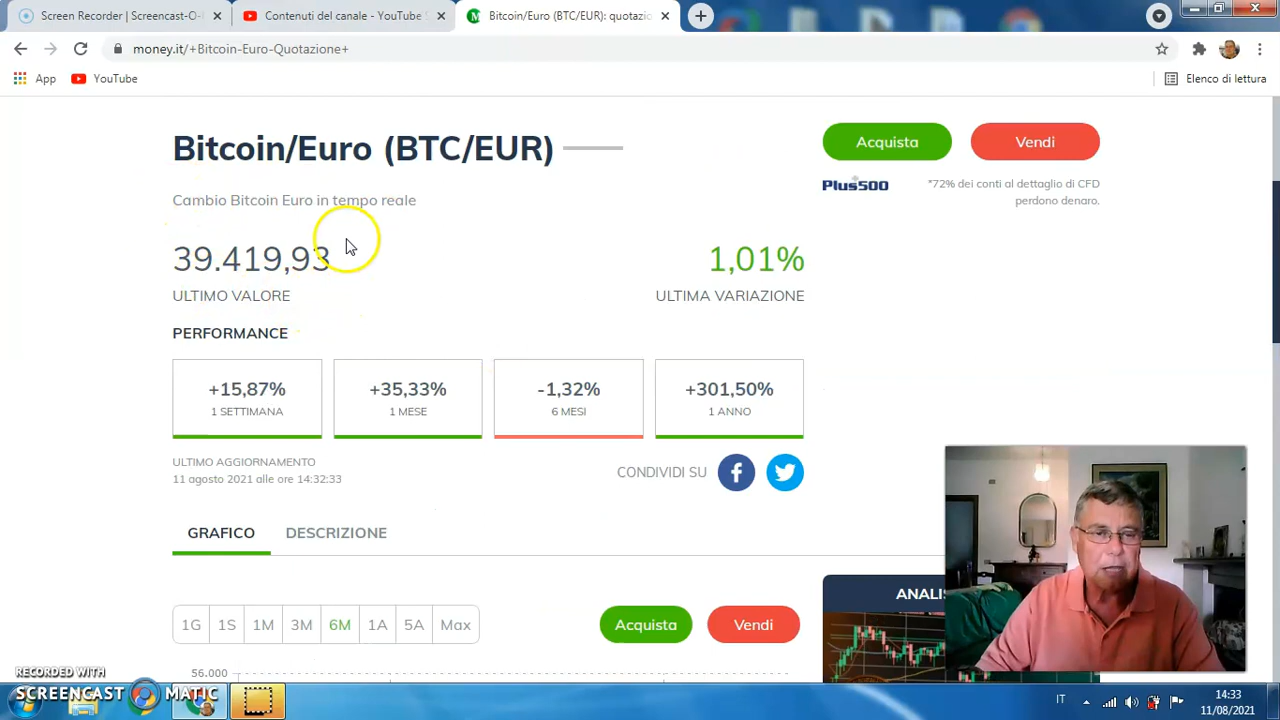 Screen Recorder | Screencast-O-
Contenuti del canale - YouTube S
Bitcoin/Euro (BTC/EUR): quotazio
money.it/+Bitcoin-Euro-Quotazione+
App
YouTube
Elenco di lettura
Bitcoin/Euro (BTC/EUR)
Acquista
Vendi
Plus500
*72% dei conti al dettaglio di CFD
perdono denaro.
Cambio Bitcoin Euro in tempo reale
39.419,93
1,01%
ULTIMO VALORE
ULTIMA VARIAZIONE
PERFORMANCE
+15,87%
1 SETTIMANA
+35,33%
1 MESE
-1,32%
6 MESI
+301,50%
1 ANNO
ULTIMO AGGIORNAMENTO
11 agosto 2021 alle ore 14:32:33
CONDIVIDI SU
GRAFICO
DESCRIZIONE
ANALIS
1G 1S 1M 3M 6M 1A 5A Max
Acquista
Vendi
56.000
RECORDED WITH
SCREENCAST MATIC
IT
14:33
11/08/2021